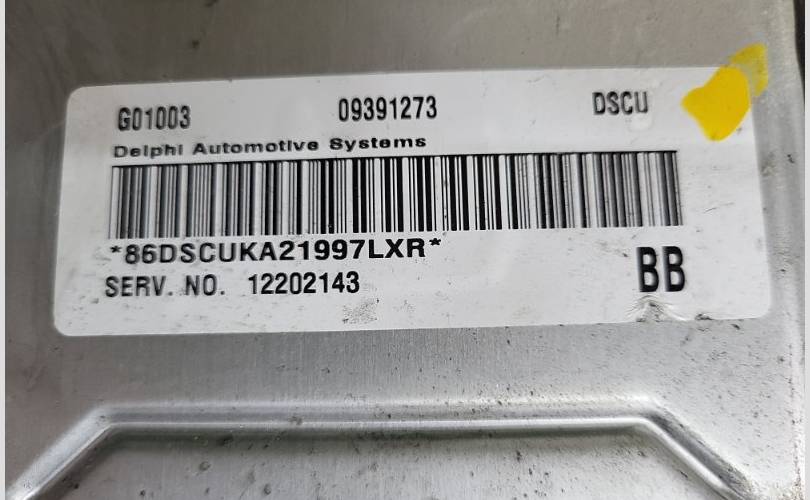 G01003 09391273 DSCU
Delphi Automotive Systems
*86DSCUKA21997LXR*
SERV. NO. 12202143 BB